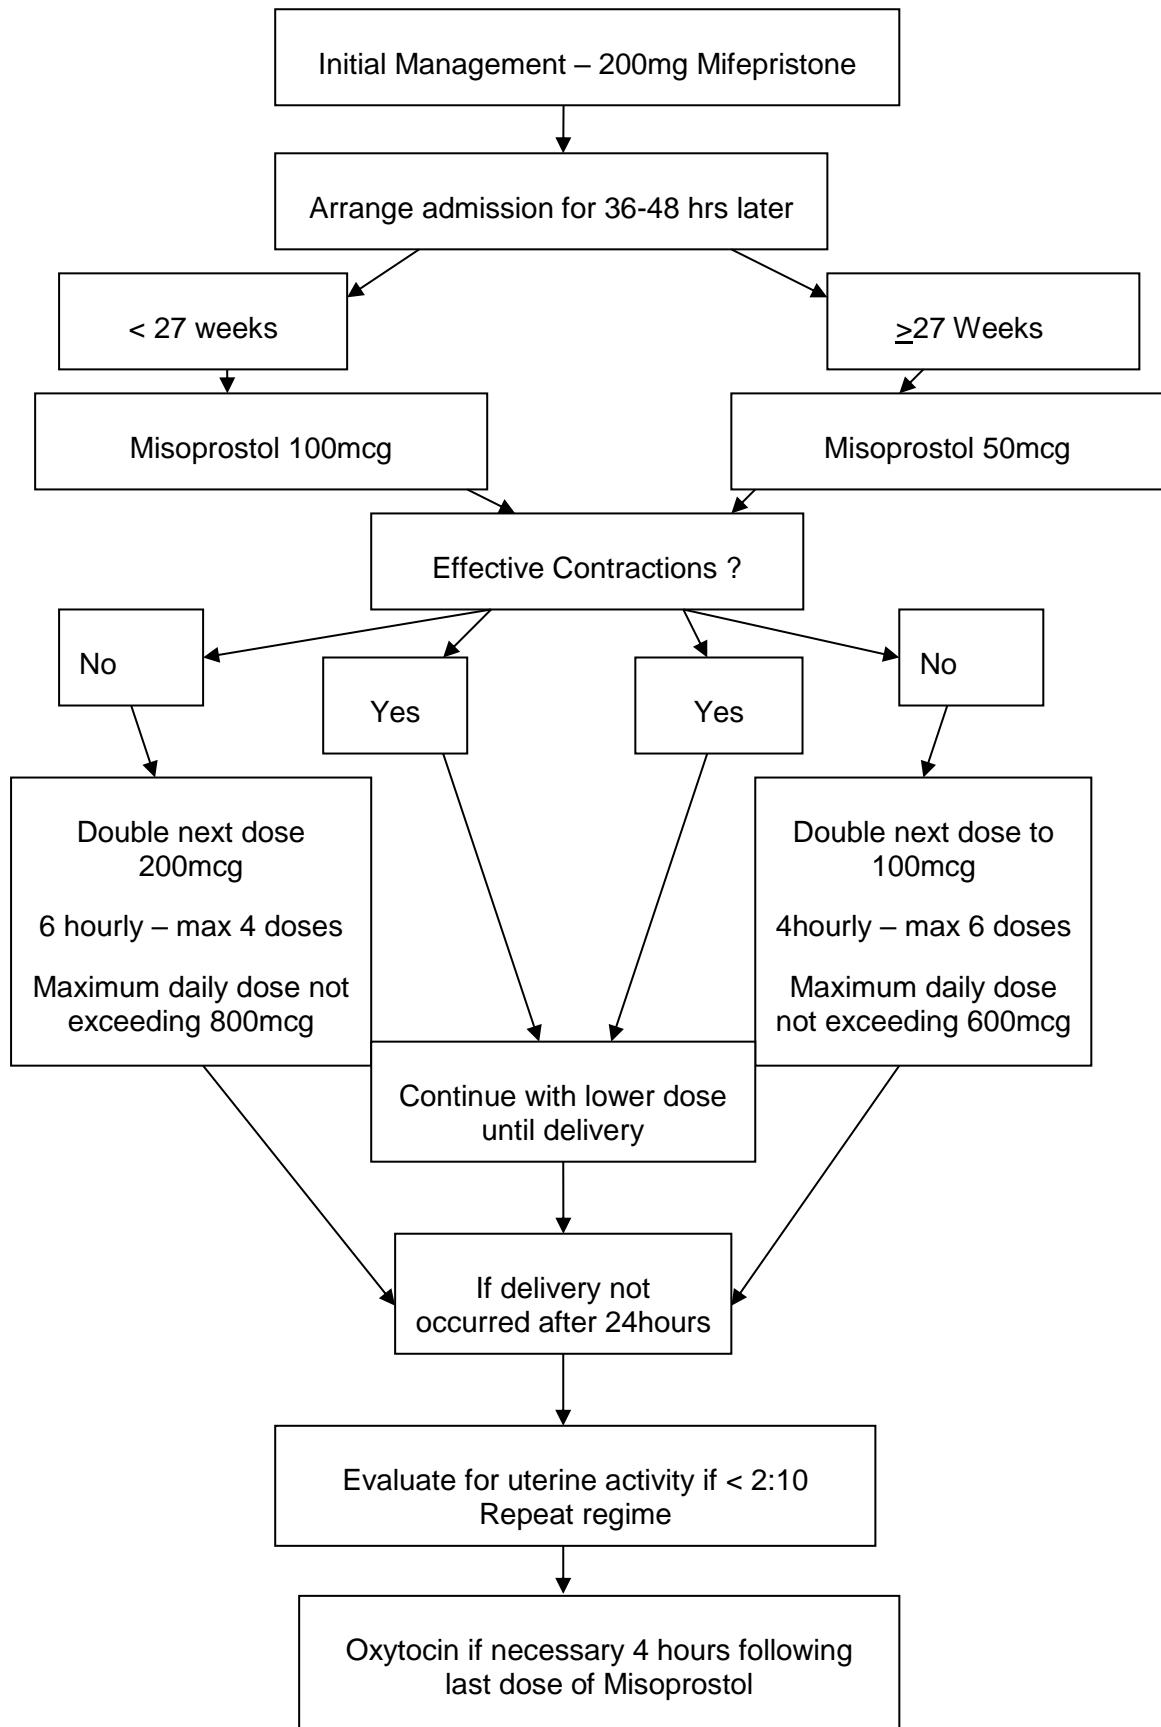 Initial Management – 200mg Mifepristone
Arrange admission for 36-48 hrs later
< 27 weeks
≥27 Weeks
Misoprostol 100mcg
Misoprostol 50mcg
Effective Contractions ?
No
Yes
Yes
No
Double next dose
200mcg
6 hourly – max 4 doses
Maximum daily dose not
exceeding 800mcg
Double next dose to
100mcg
4hourly – max 6 doses
Maximum daily dose
not exceeding 600mcg
Continue with lower dose
until delivery
If delivery not
occurred after 24hours
Evaluate for uterine activity if < 2:10
Repeat regime
Oxytocin if necessary 4 hours following
last dose of Misoprostol